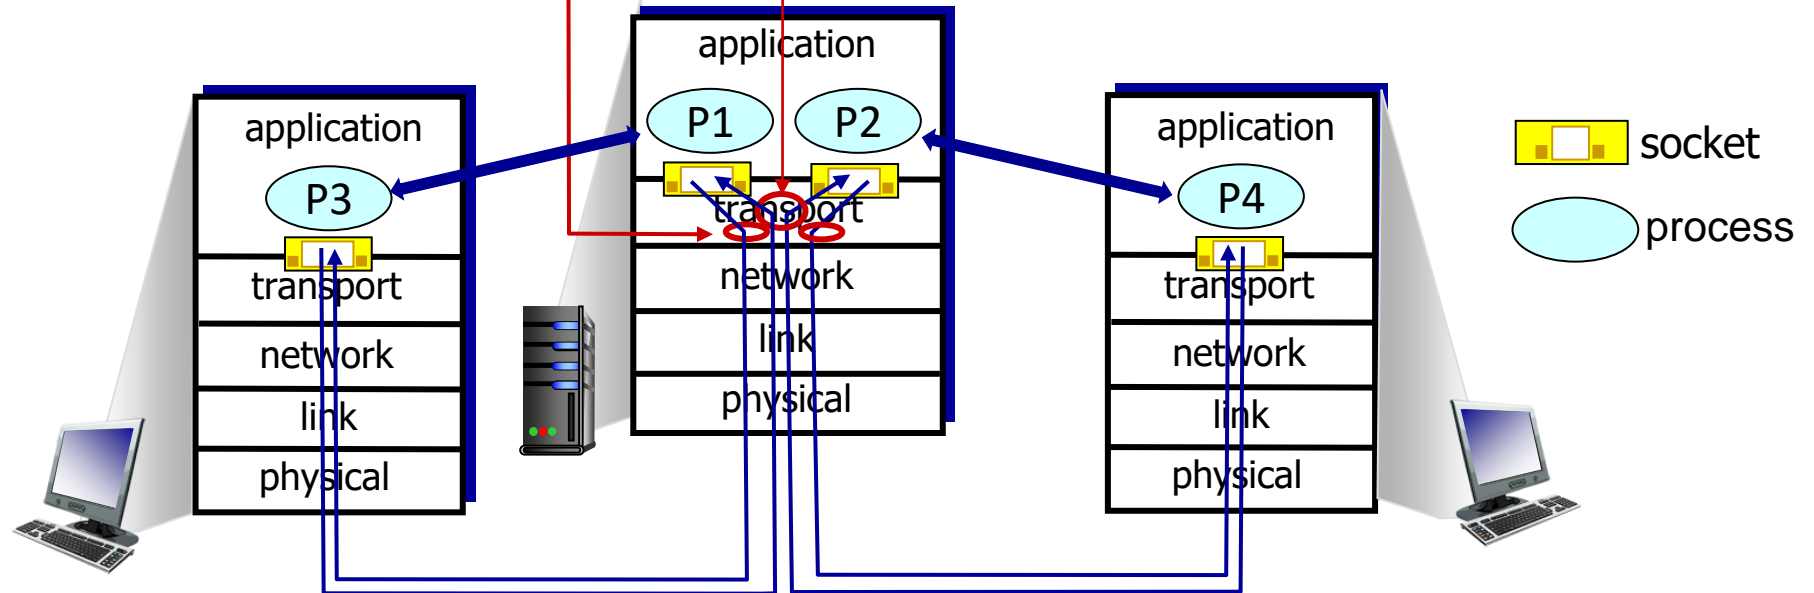 application
P3
transport
network
link
physical
application
P1
P2
transport
network
link
physical
application
P4
transport
network
link
physical
socket
process